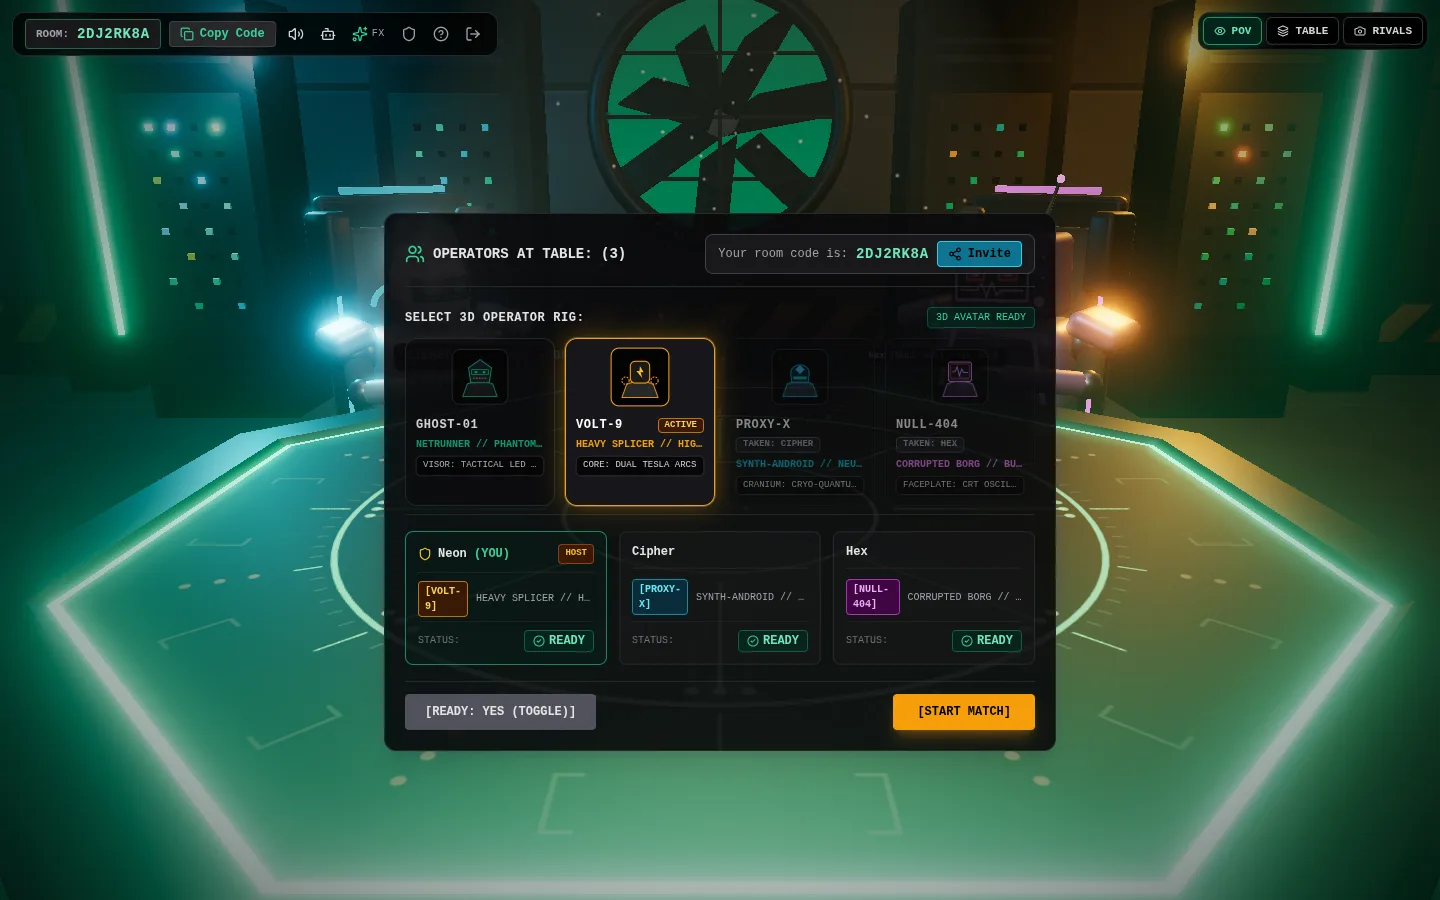 ROOM: 2DJ2RK8A
Copy Code
FX
POV
TABLE
RIVALS
OPERATORS AT TABLE: (3)
Your room code is: 2DJ2RK8A
Invite
SELECT 3D OPERATOR RIG:
3D AVATAR READY
GHOST-01
NETRUNNER // PHANTOM…
VISOR: TACTICAL LED …
VOLT-9
ACTIVE
HEAVY SPLICER // HIG…
CORE: DUAL TESLA ARCS
PROXY-X
TAKEN: CIPHER
SYNTH-ANDROID // NEU…
CRANIUM: CRYO-QUANTU…
NULL-404
TAKEN: HEX
CORRUPTED BORG // BU…
FACEPLATE: CRT OSCIL…
Neon (YOU)
HOST
[VOLT-
9]
HEAVY SPLICER // H…
STATUS:
READY
Cipher
[PROXY-
X]
SYNTH-ANDROID // …
STATUS:
READY
Hex
[NULL-
404]
CORRUPTED BORG // …
STATUS:
READY
[READY: YES (TOGGLE)]
[START MATCH]